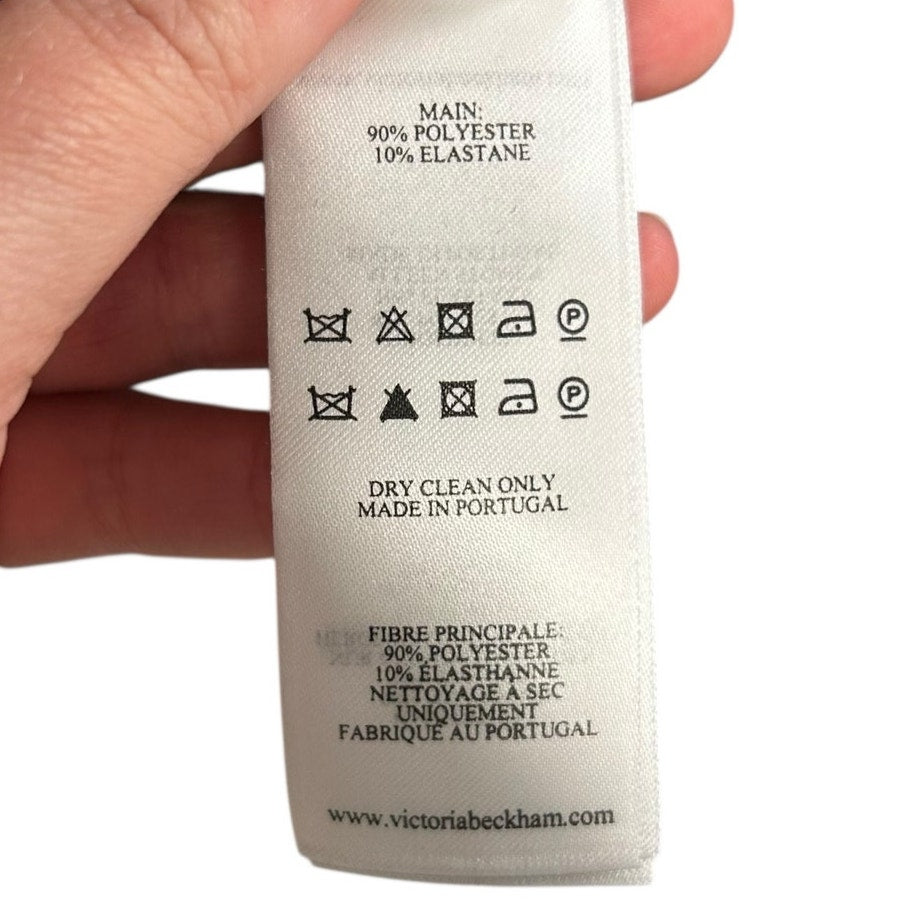 MAIN:
90% POLYESTER
10% ELASTANE
P
P
DRY CLEAN ONLY
MADE IN PORTUGAL
FIBRE PRINCIPALE:
90% POLYESTER
10% ÉLASTHANNE
NETTOYAGE À SEC
UNIQUEMENT
FABRIQUÉ AU PORTUGAL
www.victoriabeckham.com